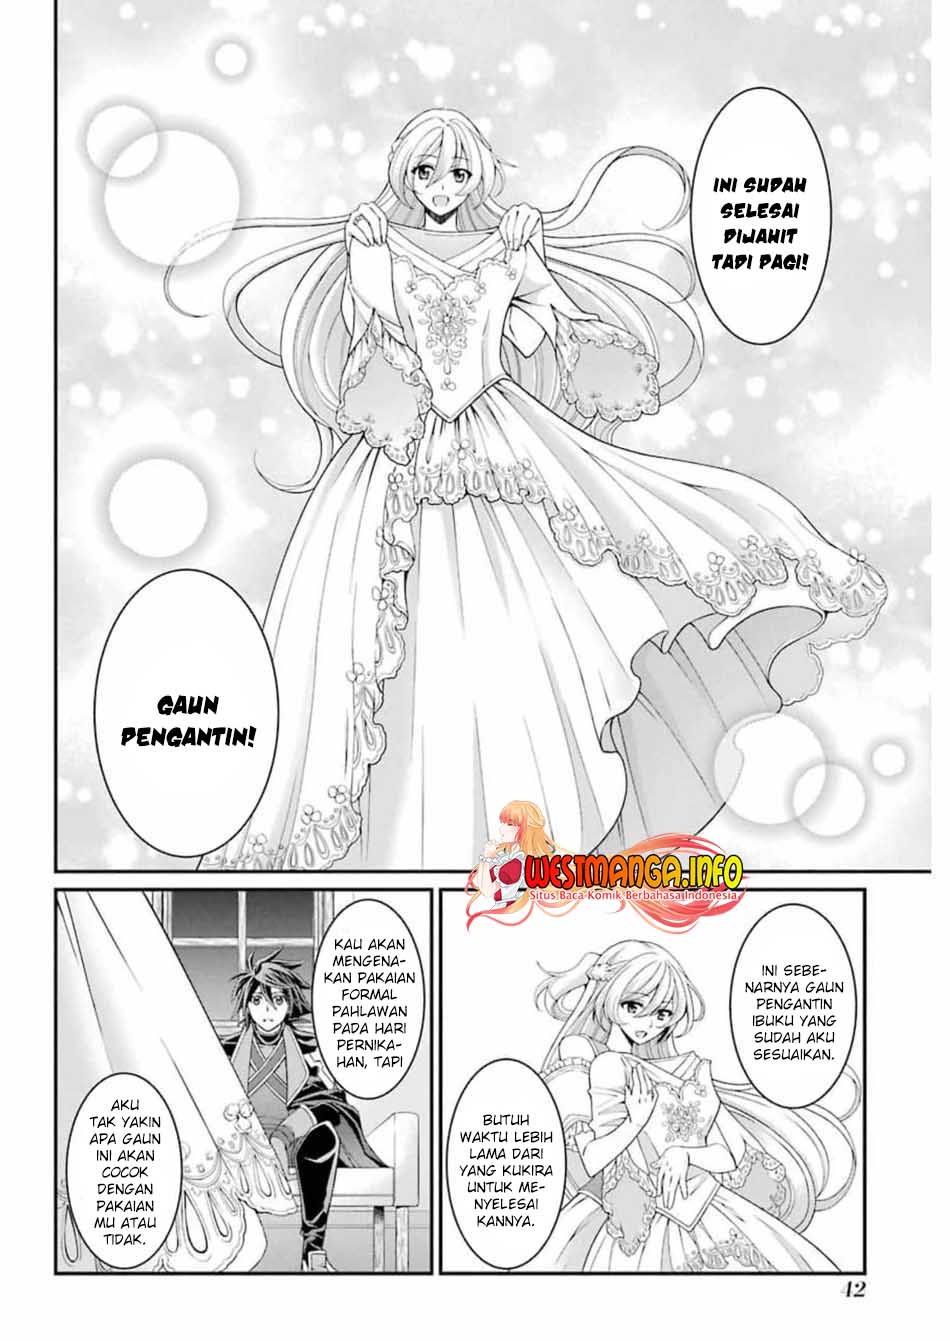 INI SUDAH
SELESAI
DIJAHIT
TADI PAGI!
GAUN
PENGANTIN!
WESTMANGA.INFO
SITUS BACA KOMIK BERBAHASA INDONESIA
INI SEBE-
NARNYA GAUN
PENGANTIN
IBUKU YANG
SUDAH AKU
SESUAIKAN.
BUTUH
WAKTU LEBIH
LAMA DARI
YANG KUKIRA
UNTUK ME-
NYELESAI
KANNYA.
KAU AKAN
MENGENA-
KAN PAKAIAN
FORMAL
PAHLAWAN
PADA HARI
PERNIKA-
HAN, TAPI
AKU
TAK YAKIN
APA GAUN
INI AKAN
COCOK
DENGAN
PAKAIAN
MU ATAU
TIDAK.
42